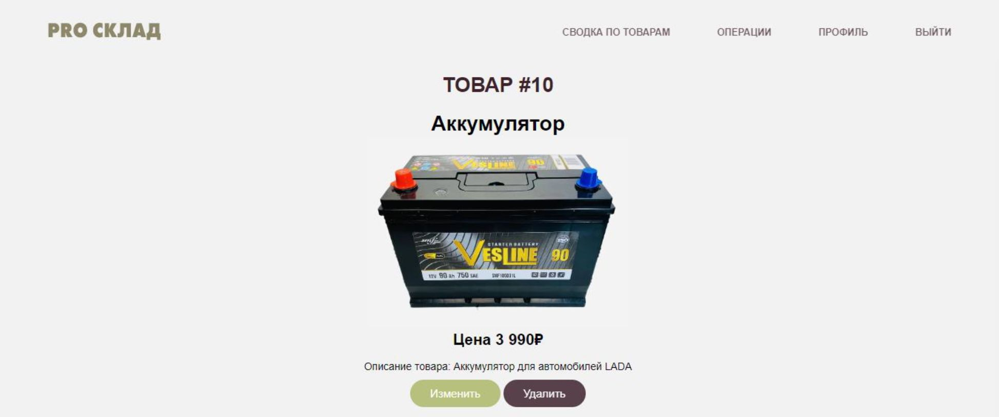 PRO СКЛАД
СВОДКА ПО ТОВАРАМ
ОПЕРАЦИИ
ПРОФИЛЬ
ВЫЙТИ
ТОВАР #10
Аккумулятор
VESLINE 90
STARTER BATTERY
VESLINE 90
12V 90 Ah 750 SAE
Цена 3 990₽
Описание товара: Аккумулятор для автомобилей LADA
Изменить
Удалить